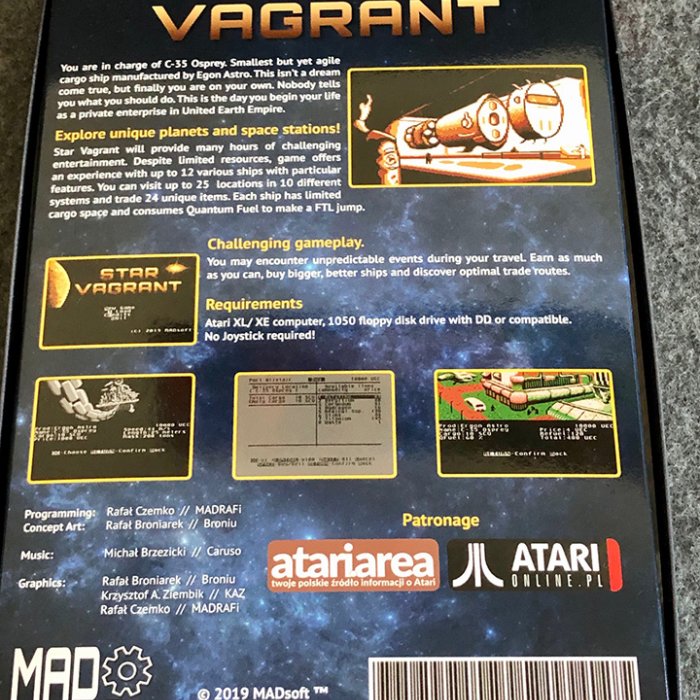 VAGRANT
You are in charge of C-35 Osprey. Smallest but yet agile
cargo ship manufactured by Egon Astro. This isn't a dream
come true, but finally you are on your own. Nobody tells
you what you should do. This is the day you begin your life
as a private enterprise in United Earth Empire.
Explore unique planets and space stations!
Star Vagrant will provide many hours of challenging
entertainment. Despite limited resources, game offers
an experience with up to 12 various ships with particular
features. You can visit up to 25 locations in 10 different
systems and trade 24 unique items. Each ship has limited
cargo space and consumes Quantum Fuel to make a FTL jump.
Challenging gameplay.
You may encounter unpredictable events during your travel. Earn as much
as you can, buy bigger, better ships and discover optimal trade routes.
STAR
VAGRANT
(c) 2019 MADsoft
Requirements
Atari XL/ XE computer, 1050 floppy disk drive with DD or compatible.
No Joystick required!
Programming: Rafał Czemko // MADRAFi
Concept Art: Rafał Broniarek // Broniu
Music: Michał Brzezicki // Caruso
Graphics: Rafał Broniarek // Broniu
Krzysztof A. Ziembik // KAZ
Rafał Czemko // MADRAFi
Patronage
atariarea
twoje polskie źródło informacji o Atari
ATARI
ONLINE.PL
MAD
© 2019 MADsoft ™